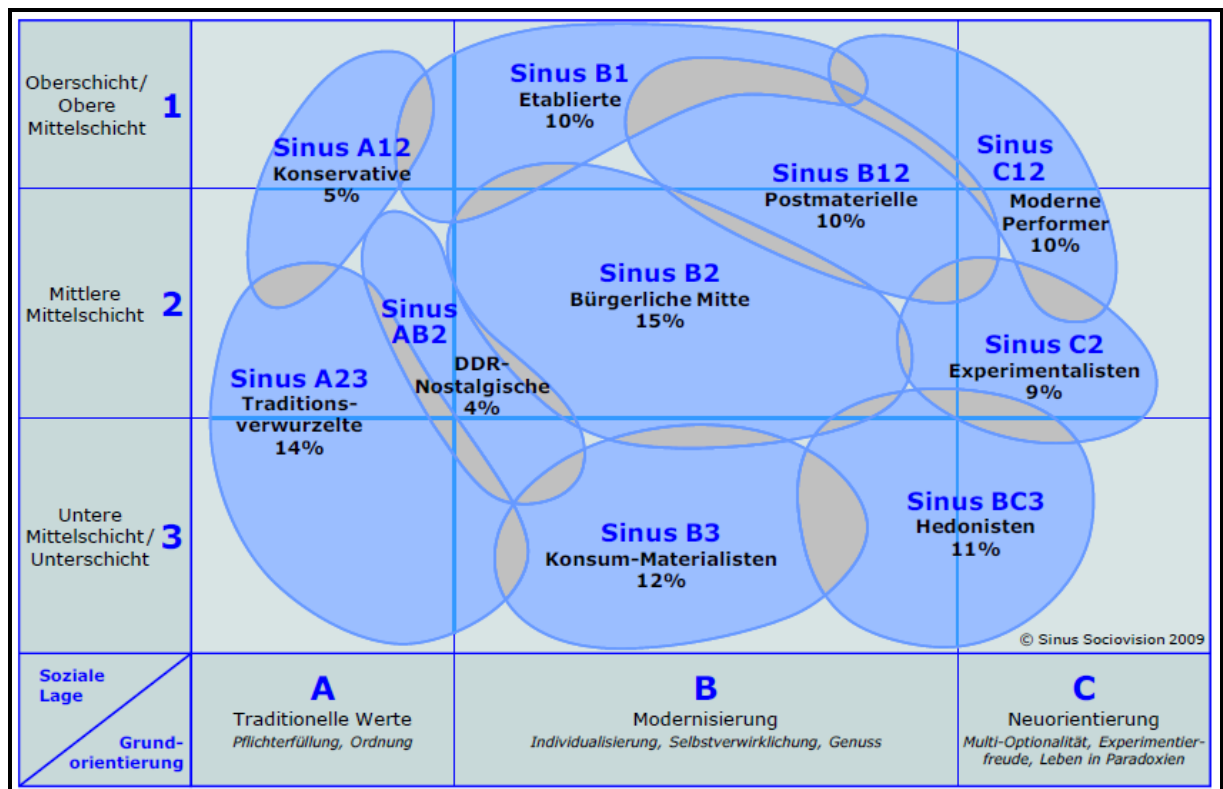 Oberschicht/
Obere
Mittelschicht
1
Sinus B1
Etablierte
10%
Sinus A12
Konservative
5%
Sinus
C12
Moderne
Performer
10%
Sinus B12
Postmaterielle
10%
Mittlere
Mittelschicht
2
Sinus B2
Bürgerliche Mitte
15%
Sinus
AB2
DDR-
Nostalgische
4%
Sinus C2
Experimentalisten
9%
Sinus A23
Traditions-
verwurzelte
14%
Untere
Mittelschicht/
Unterschicht
3
Sinus B3
Konsum-Materialisten
12%
Sinus BC3
Hedonisten
11%
© Sinus Sociovision 2009
Soziale
Lage
Grund-
orientierung
A
Traditionelle Werte
Pflichterfüllung, Ordnung
B
Modernisierung
Individualisierung, Selbstverwirklichung, Genuss
C
Neuorientierung
Multi-Optionalität, Experimentier-
freude, Leben in Paradoxien